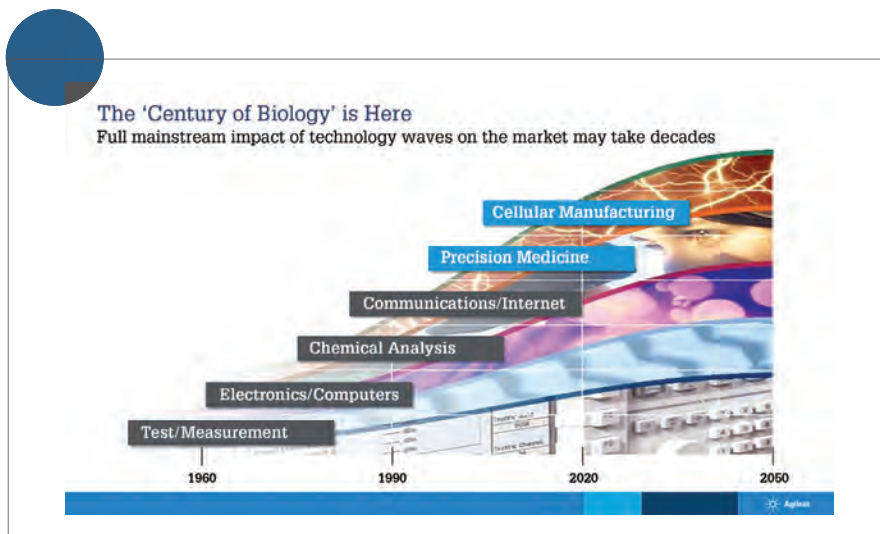 The ‘Century of Biology’ is Here
Full mainstream impact of technology waves on the market may take decades
Cellular Manufacturing
Precision Medicine
Communications/Internet
Chemical Analysis
Electronics/Computers
Test/Measurement
1960
1990
2020
2050
Agilent